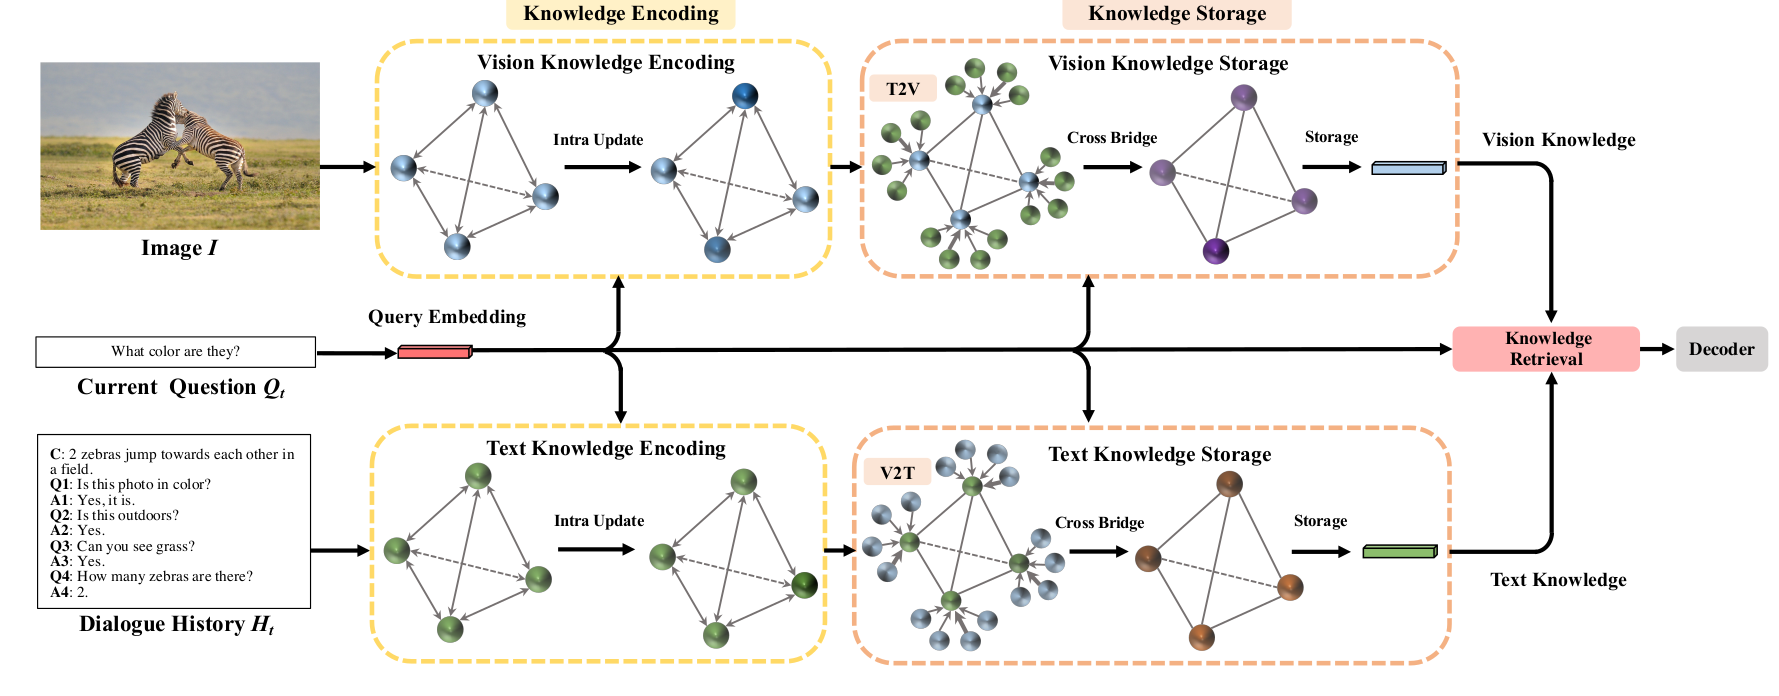 Knowledge Encoding
Knowledge Storage
Vision Knowledge Encoding
Intra Update
T2V
Vision Knowledge Storage
Cross Bridge
Storage
Vision Knowledge
Image I
Query Embedding
What color are they?
Current Question Qt
Knowledge
Retrieval
Decoder
C: 2 zebras jump towards each other in
a field.
Q1: Is this photo in color?
A1: Yes, it is.
Q2: Is this outdoors?
A2: Yes.
Q3: Can you see grass?
A3: Yes.
Q4: How many zebras are there?
A4: 2.
Dialogue History Ht
Text Knowledge Encoding
Intra Update
V2T
Text Knowledge Storage
Cross Bridge
Storage
Text Knowledge